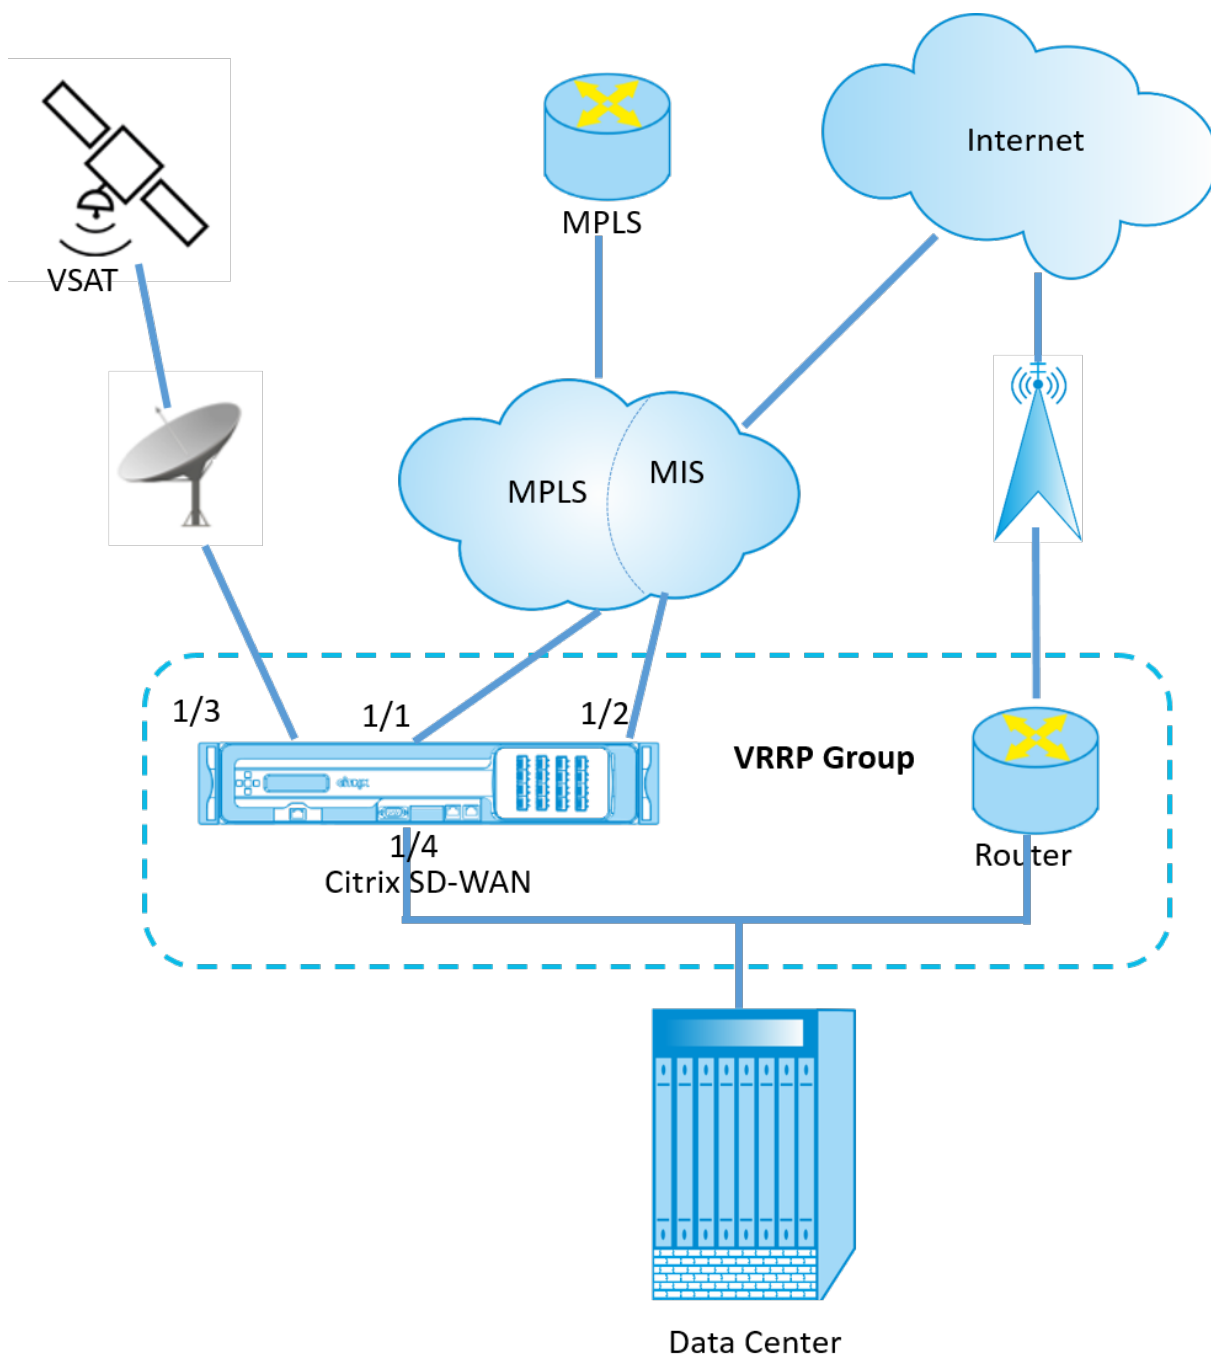 Internet
MPLS
VSAT
MPLS
MIS
1/3
1/1
1/2
VRRP Group
citrix
1/4
Citrix SD-WAN
Router
Data Center